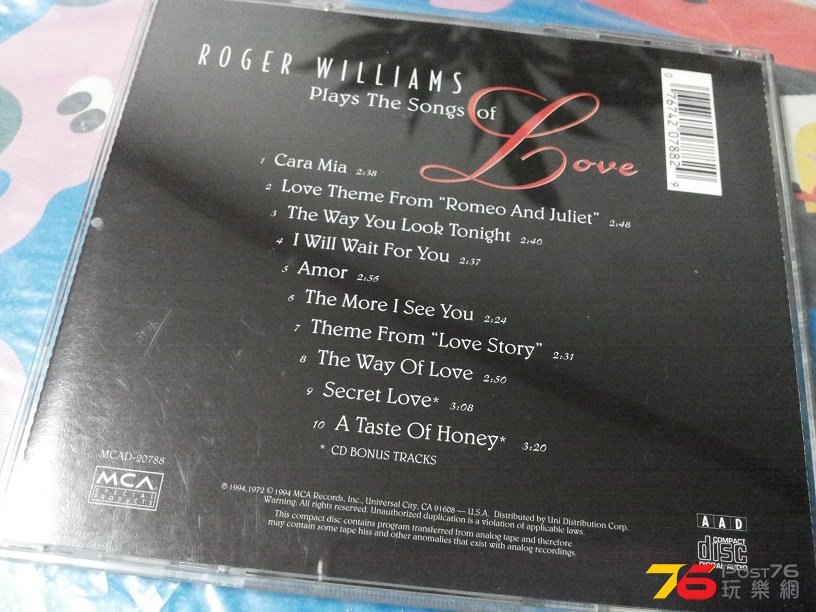 ROGER WILLIAMS
Plays The Songs of Love
0 76742 07882 9
1 Cara Mia 2:38
2 Love Theme From “Romeo And Juliet” 2:48
3 The Way You Look Tonight 2:40
4 I Will Wait For You 2:37
5 Amor 2:56
6 The More I See You 2:24
7 Theme From “Love Story” 2:31
8 The Way Of Love 2:50
9 Secret Love* 3:08
10 A Taste Of Honey* 3:20
* CD BONUS TRACKS
MCAD-20788
MCA
SPECIAL
PRODUCTS
℗ 1994,1972 © 1994 MCA Records, Inc., Universal City, CA 91608 — U.S.A. Distributed by Uni Distribution Corp.
Warning: All rights reserved. Unauthorized duplication is a violation of applicable laws.
This compact disc contains program transferred from analog tape and therefore
may contain some tape hiss and other anomalies that exist with analog recordings.
AAD
COMPACT
disc
DIGITAL AUDIO
76 POST76
玩樂網